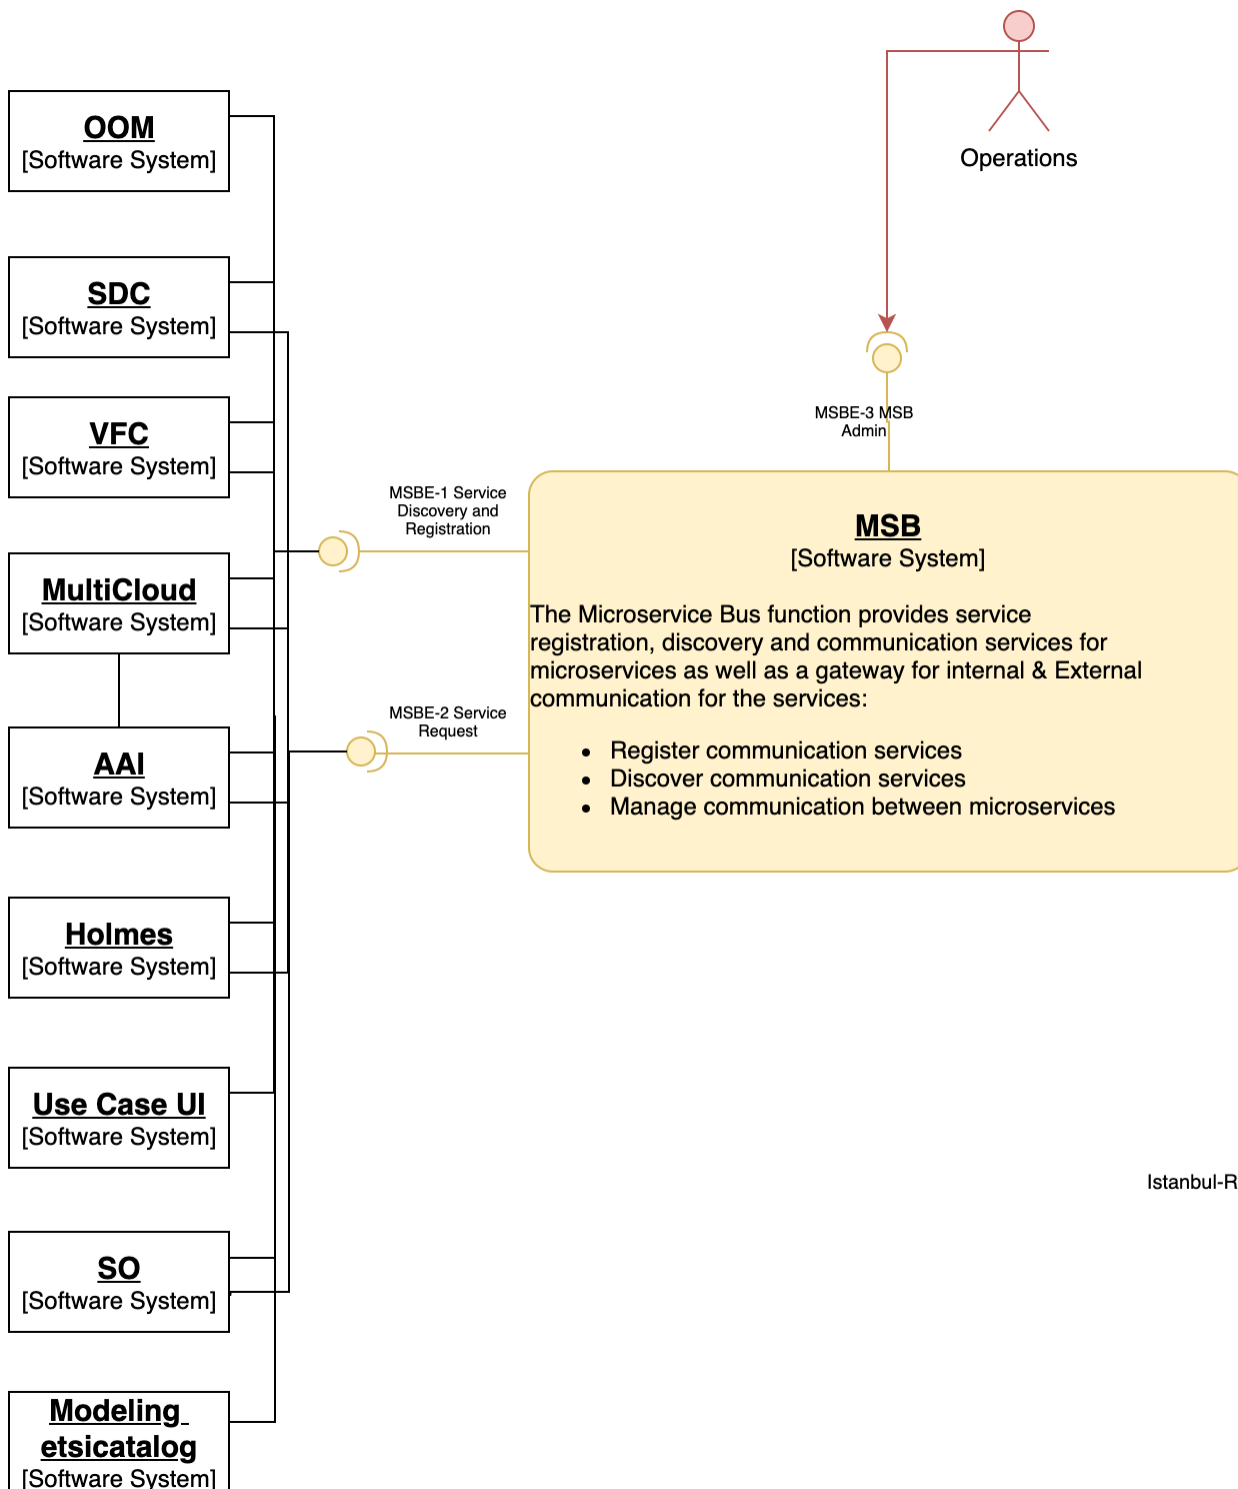 Operations
OOM
[Software System]
SDC
[Software System]
VFC
[Software System]
MultiCloud
[Software System]
AAI
[Software System]
Holmes
[Software System]
Use Case UI
[Software System]
SO
[Software System]
Modeling
etsicatalog
[Software System]
MSBE-1 Service
Discovery and
Registration
MSBE-2 Service
Request
MSBE-3 MSB
Admin
MSB
[Software System]
The Microservice Bus function provides service
registration, discovery and communication services for
microservices as well as a gateway for internal & External
communication for the services:
• Register communication services
• Discover communication services
• Manage communication between microservices
Istanbul-R